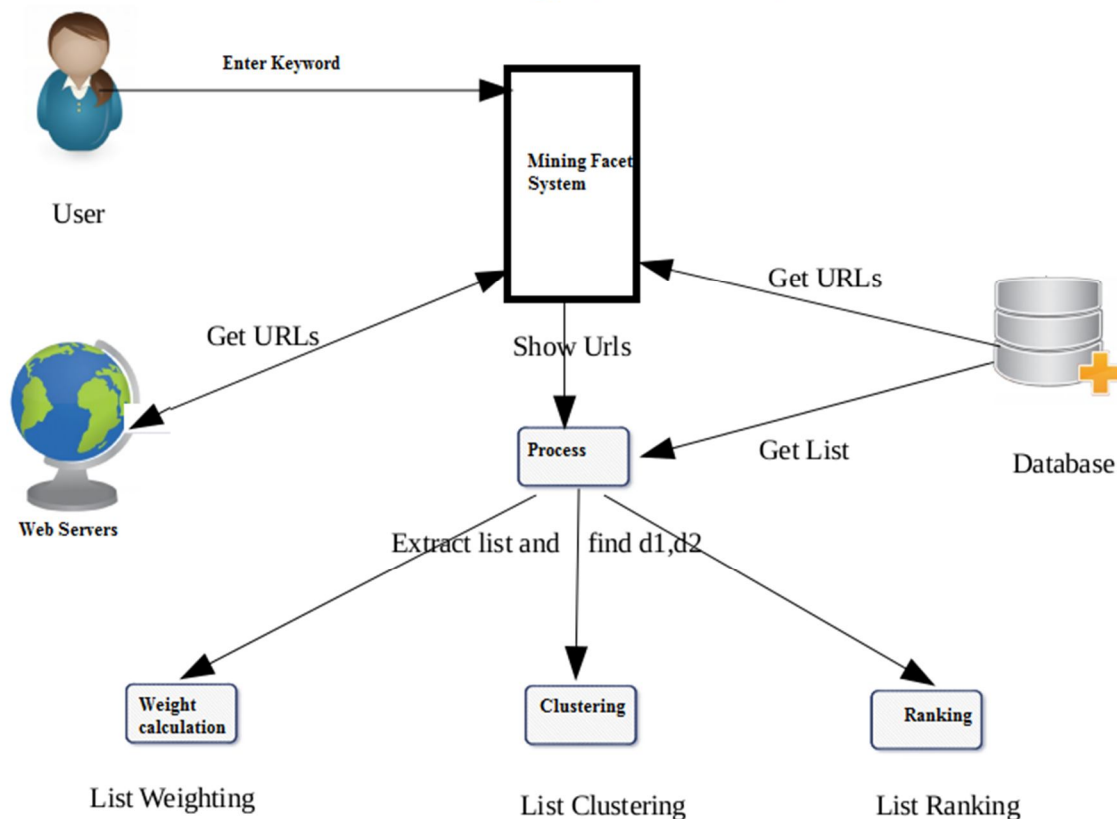 Enter Keyword
Mining Facet
System
User
Get URLs
Get URLs
Show Urls
Process
Get List
Database
Web Servers
Extract list and find d1,d2
Weight
calculation
Clustering
Ranking
List Weighting
List Clustering
List Ranking